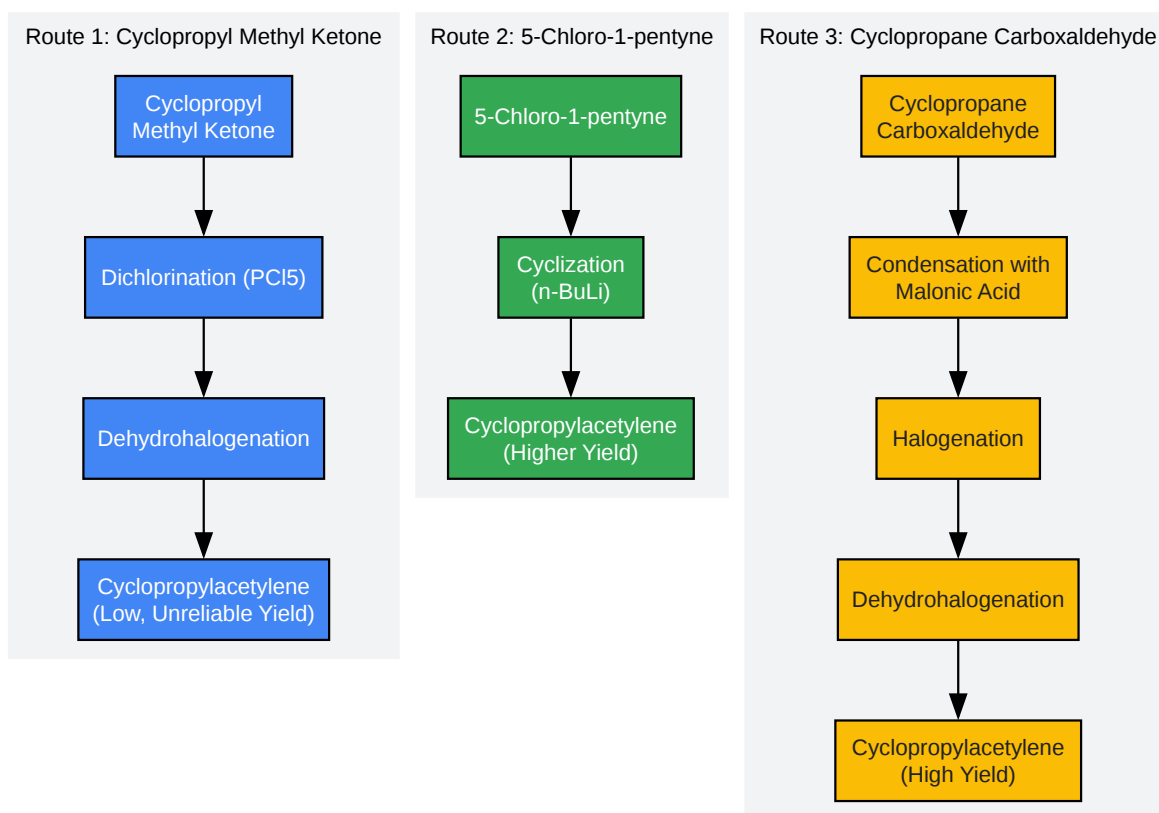 Route 1: Cyclopropyl Methyl Ketone
Cyclopropyl
Methyl Ketone
Dichlorination (PCl5)
Dehydrohalogenation
Cyclopropylacetylene
(Low, Unreliable Yield)
Route 2: 5-Chloro-1-pentyne
5-Chloro-1-pentyne
Cyclization
(n-BuLi)
Cyclopropylacetylene
(Higher Yield)
Route 3: Cyclopropane Carboxaldehyde
Cyclopropane
Carboxaldehyde
Condensation with
Malonic Acid
Halogenation
Dehydrohalogenation
Cyclopropylacetylene
(High Yield)